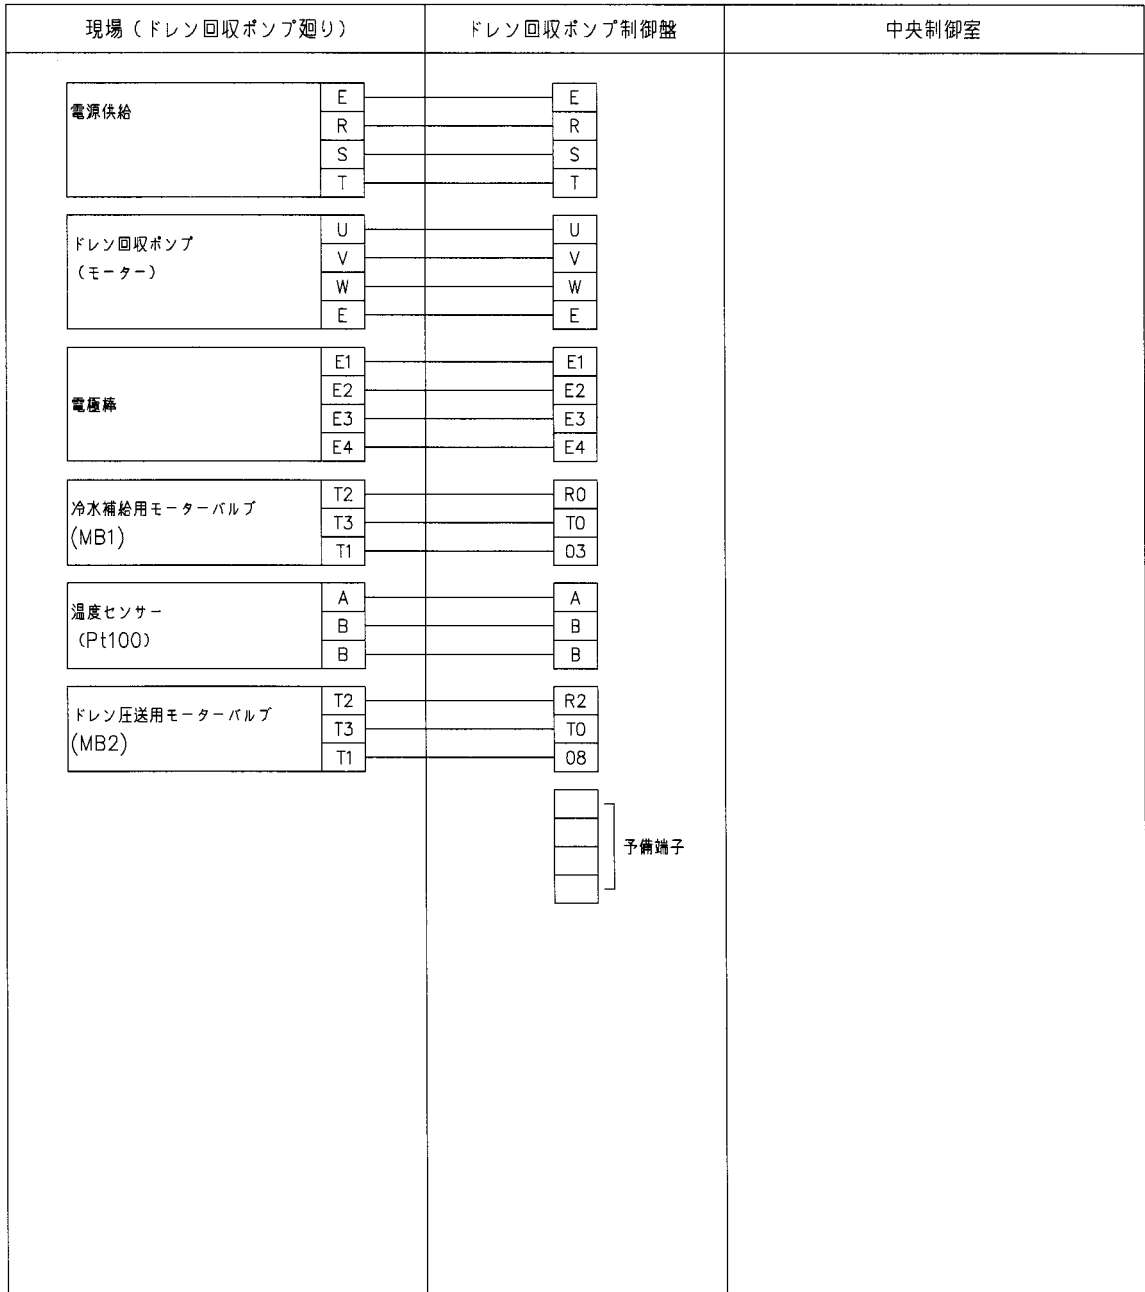 現場(ドレン回収ポンプ廻り) ドレン回収ポンプ制御盤 中央制御室
電源供給
E E
R R
S S
T T
ドレン回収ポンプ
(モーター)
U U
V V
W W
E E
電極棒
E1 E1
E2 E2
E3 E3
E4 E4
冷水補給用モーターバルブ
(MB1)
T2 R0
T3 T0
T1 03
温度センサー
(Pt100)
A A
B B
B B
ドレン圧送用モーターバルブ
(MB2)
T2 R2
T3 T0
T1 08
予備端子